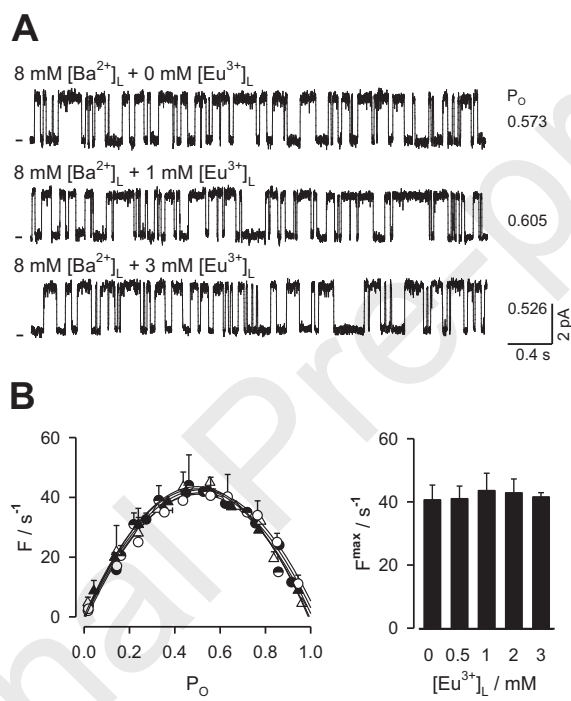 A
8 mM [Ba²⁺]L + 0 mM [Eu³⁺]L
PO
0.573
8 mM [Ba²⁺]L + 1 mM [Eu³⁺]L
0.605
8 mM [Ba²⁺]L + 3 mM [Eu³⁺]L
0.526
2 pA
0.4 s
B
60
40
20
0
F / s⁻¹
0.0 0.2 0.4 0.6 0.8 1.0
PO
60
40
20
0
Fmax / s⁻¹
0 0.5 1 2 3
[Eu³⁺]L / mM
nal Pre-p